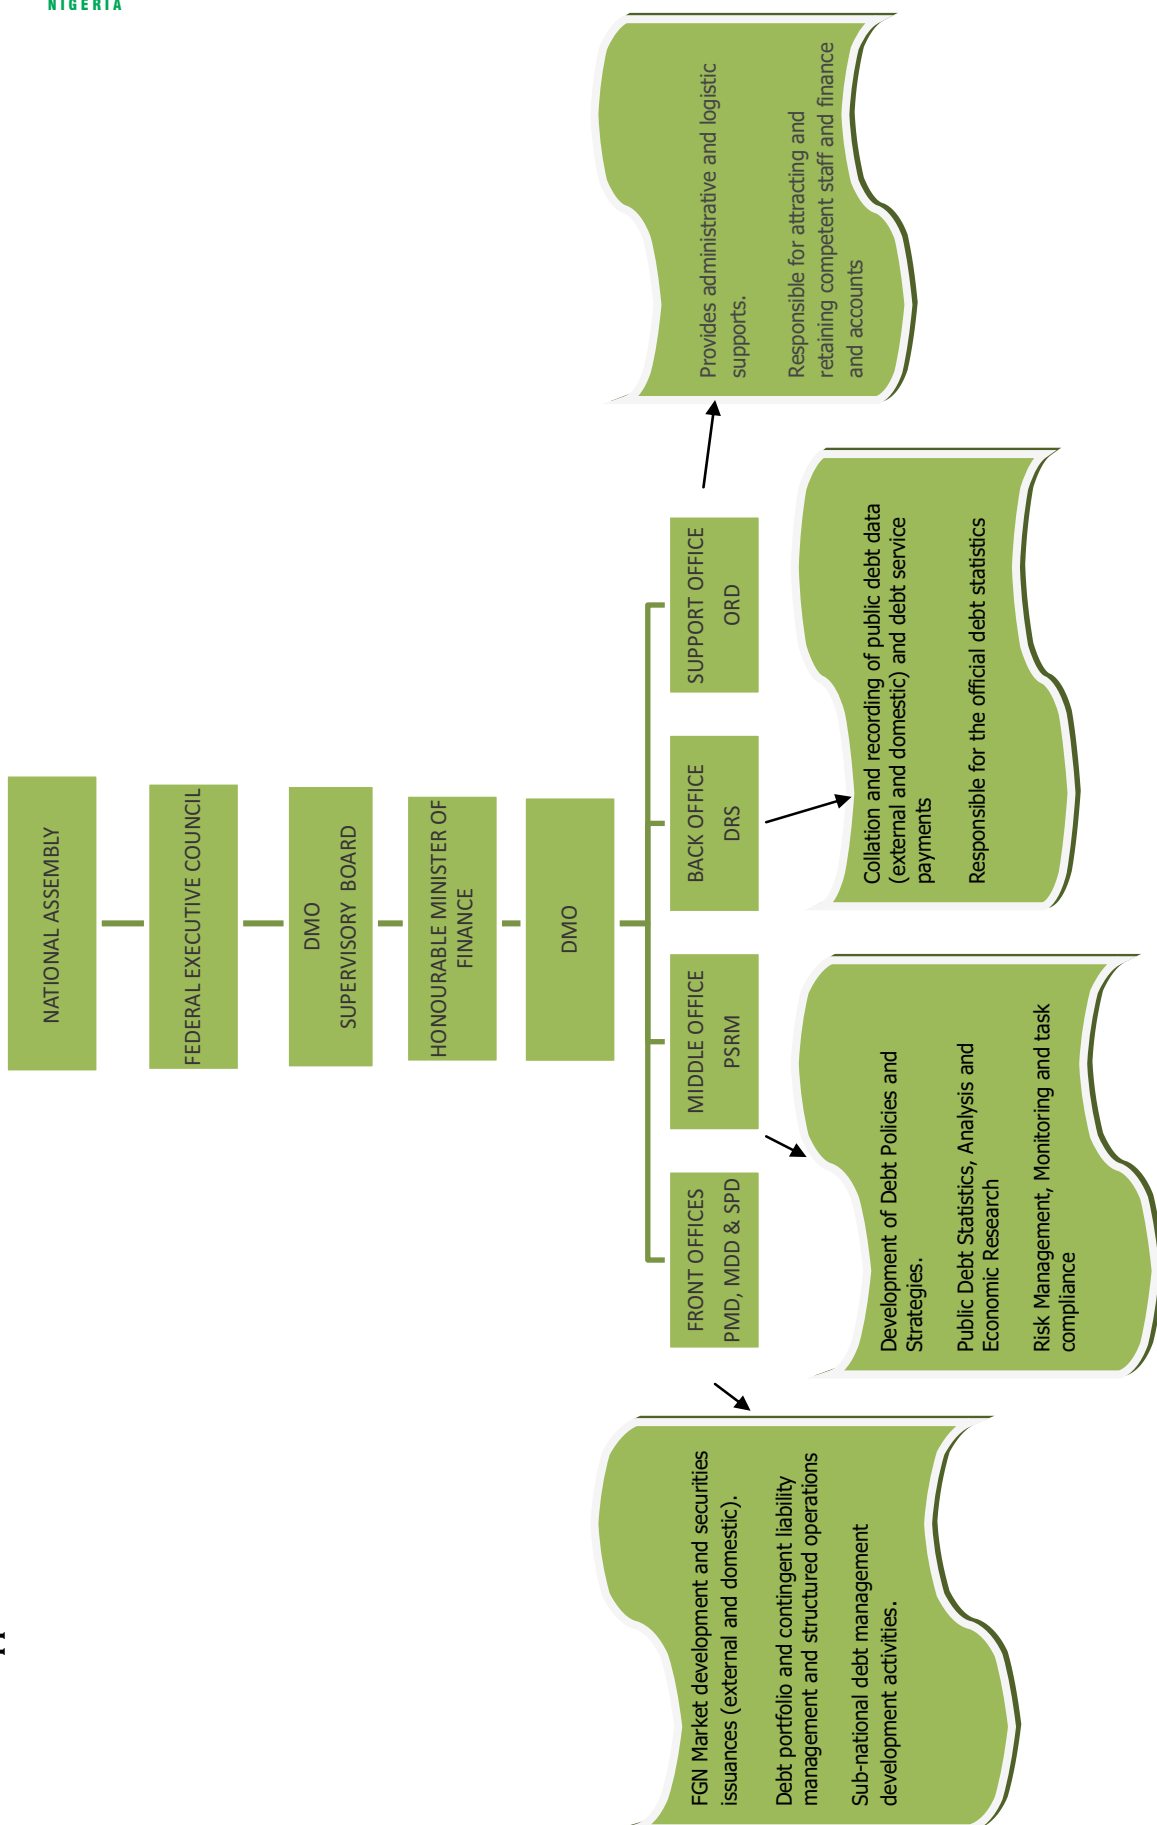 NIGERIA
NATIONAL ASSEMBLY
FEDERAL EXECUTIVE COUNCIL
DMO
SUPERVISORY BOARD
HONOURABLE MINISTER OF
FINANCE
DMO
FRONT OFFICES
PMD, MDD & SPD
MIDDLE OFFICE
PSRM
BACK OFFICE
DRS
SUPPORT OFFICE
ORD
FGN Market development and securities
issuances (external and domestic).
Debt portfolio and contingent liability
management and structured operations
Sub-national debt management
development activities.
Development of Debt Policies and
Strategies.
Public Debt Statistics, Analysis and
Economic Research
Risk Management, Monitoring and task
compliance
Collation and recording of public debt data
(external and domestic) and debt service
payments
Responsible for the official debt statistics
Provides administrative and logistic
supports.
Responsible for attracting and
retaining competent staff and finance
and accounts